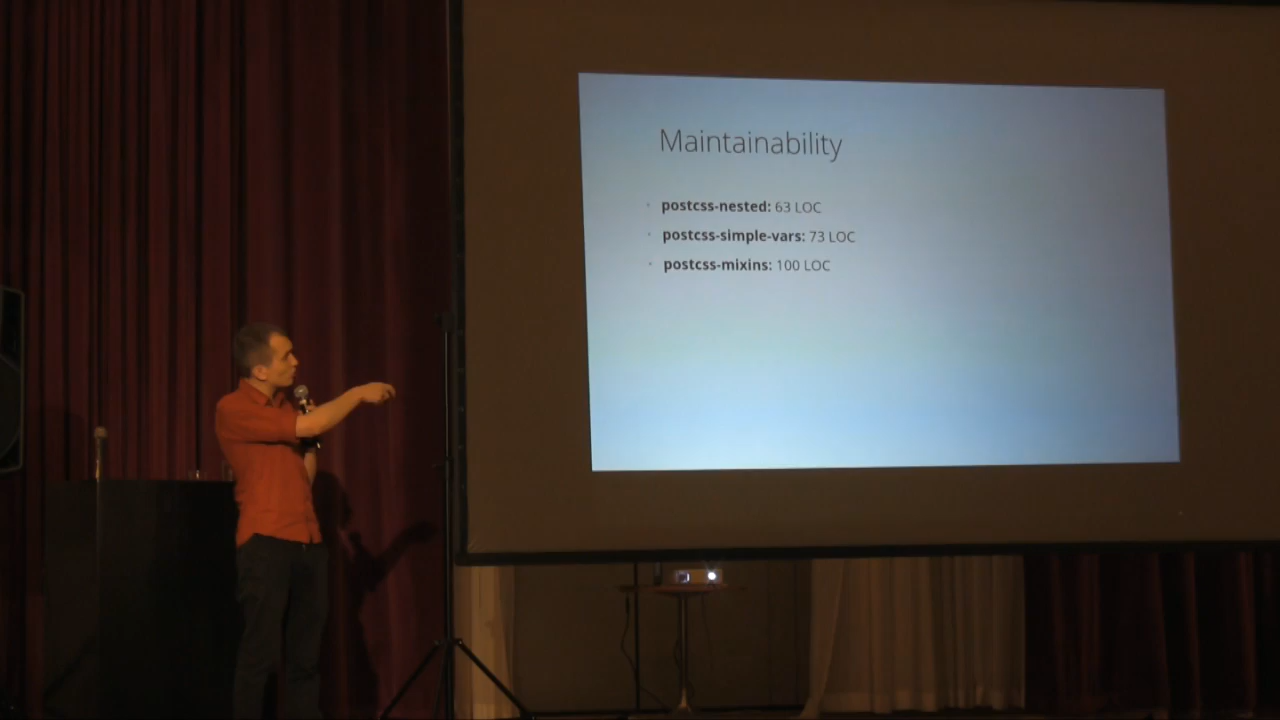 Maintainability
postcss-nested: 63 LOC
postcss-simple-vars: 73 LOC
postcss-mixins: 100 LOC